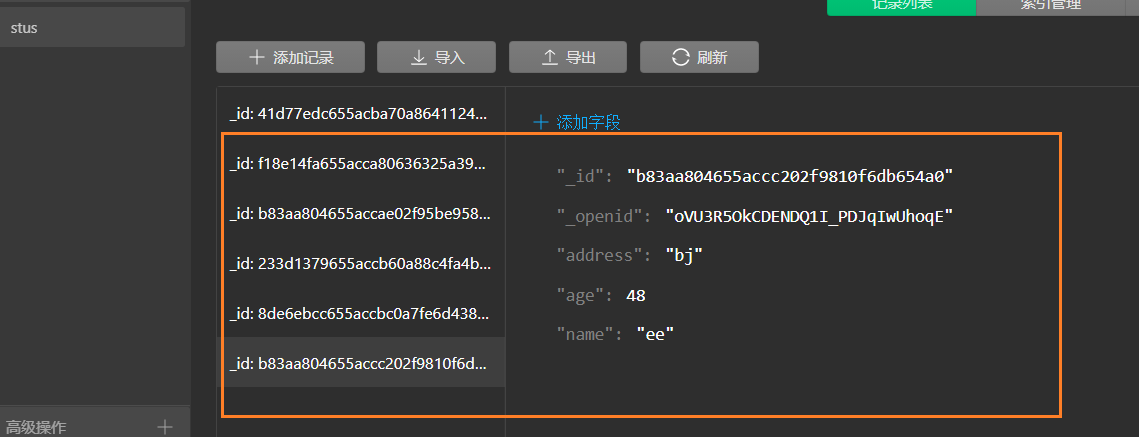 stus
记录列表
索引管理
添加记录
导入
导出
刷新
_id: 41d77edc655acba70a8641124...
_id: f18e14fa655acca80636325a39...
_id: b83aa804655accae02f95be958...
_id: 233d1379655accb60a88c4fa4b...
_id: 8de6ebcc655accbc0a7fe6d438...
_id: b83aa804655accc202f9810f6d...
添加字段
"_id": "b83aa804655accc202f9810f6db654a0"
"_openid": "oVU3R5OkCDENDQ1I_PDJqIwUhoqE"
"address": "bj"
"age": 48
"name": "ee"
高级操作